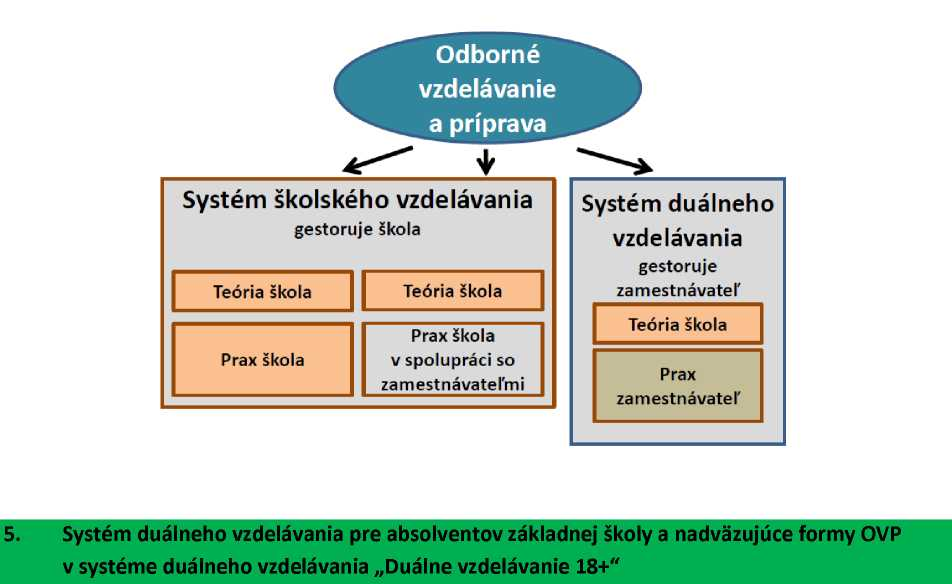 Odborné
vzdelávanie
a príprava
Systém školského vzdelávania
gestoruje škola
Teória škola
Prax škola
Teória škola
Prax škola
v spolupráci so
zamestnávateľmi
Systém duálneho
vzdelávania
gestoruje
zamestnávateľ
Teória škola
Prax
zamestnávateľ
5. Systém duálneho vzdelávania pre absolventov základnej školy a nadväzujúce formy OVP
v systéme duálneho vzdelávania „Duálne vzdelávanie 18+“